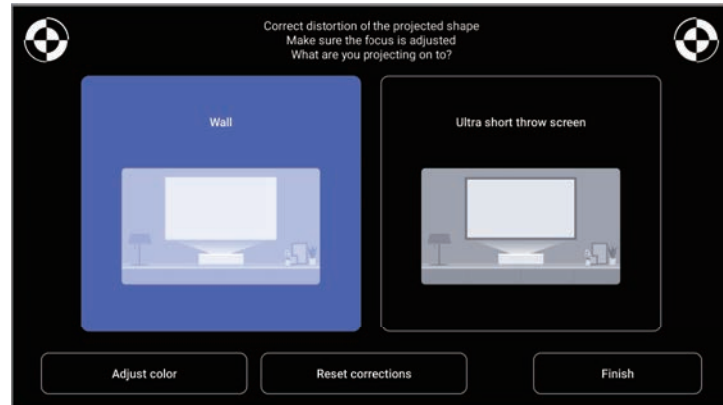 Correct distortion of the projected shape
Make sure the focus is adjusted
What are you projecting on to?
Wall
Ultra short throw screen
Adjust color
Reset corrections
Finish